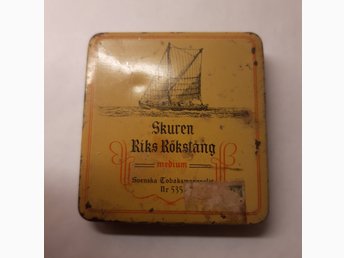 Skuren
Riks Rökstång
medium
Svenska Tobaksmonopolet
Nr 535